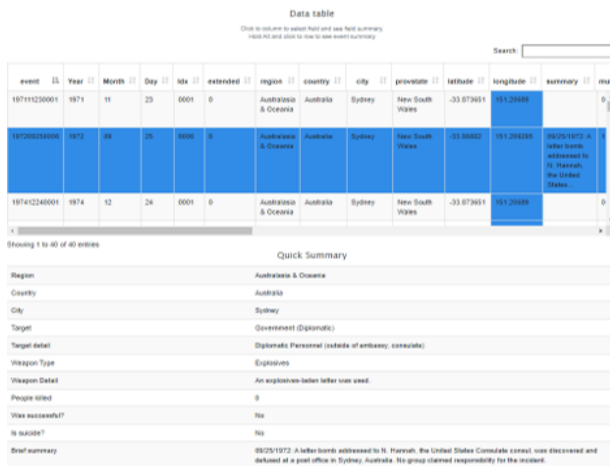 Data table
Click to column to select field and see field summary.
Hold Alt and click to row to see event summary
Search:
event Year Month Day Idx extended region country city provstate latitude longitude summary mu
197111230001 1971 11 23 0001 0 Australasia & Oceania Australia Sydney New South Wales -33.873651 151.20689 0
1972 09 25 0006 0 Australasia & Oceania Australia Sydney New South Wales 09/25/1972: A letter bomb addressed to N. Hannah, the United States...
197412240001 1974 12 24 0001 0 Australasia & Oceania Australia Sydney New South Wales -33.873651 151.20689 0
Showing 1 to 40 of 40 entries
Quick Summary
Region Australasia & Oceania
Country Australia
City Sydney
Target Government (Diplomatic)
Target detail Diplomatic Personnel (outside of embassy, consulate)
Weapon Type Explosives
Weapon Detail An explosives-laden letter was used.
People killed 0
Was successful? No
Is suicide? No
Brief summary 09/25/1972: A letter bomb addressed to N. Hannah, the United States Consulate consul, was discovered and
defused at a post office in Sydney, Australia. No group claimed responsibility for the incident.